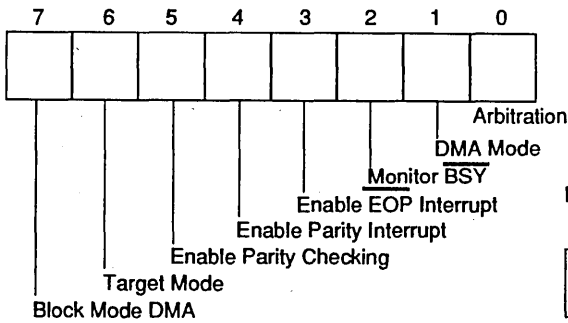 7 6 5 4 3 2 1 0
Arbitration
DMA Mode
Monitor BSY
Enable EOP Interrupt
Enable Parity Interrupt
Enable Parity Checking
Target Mode
Block Mode DMA